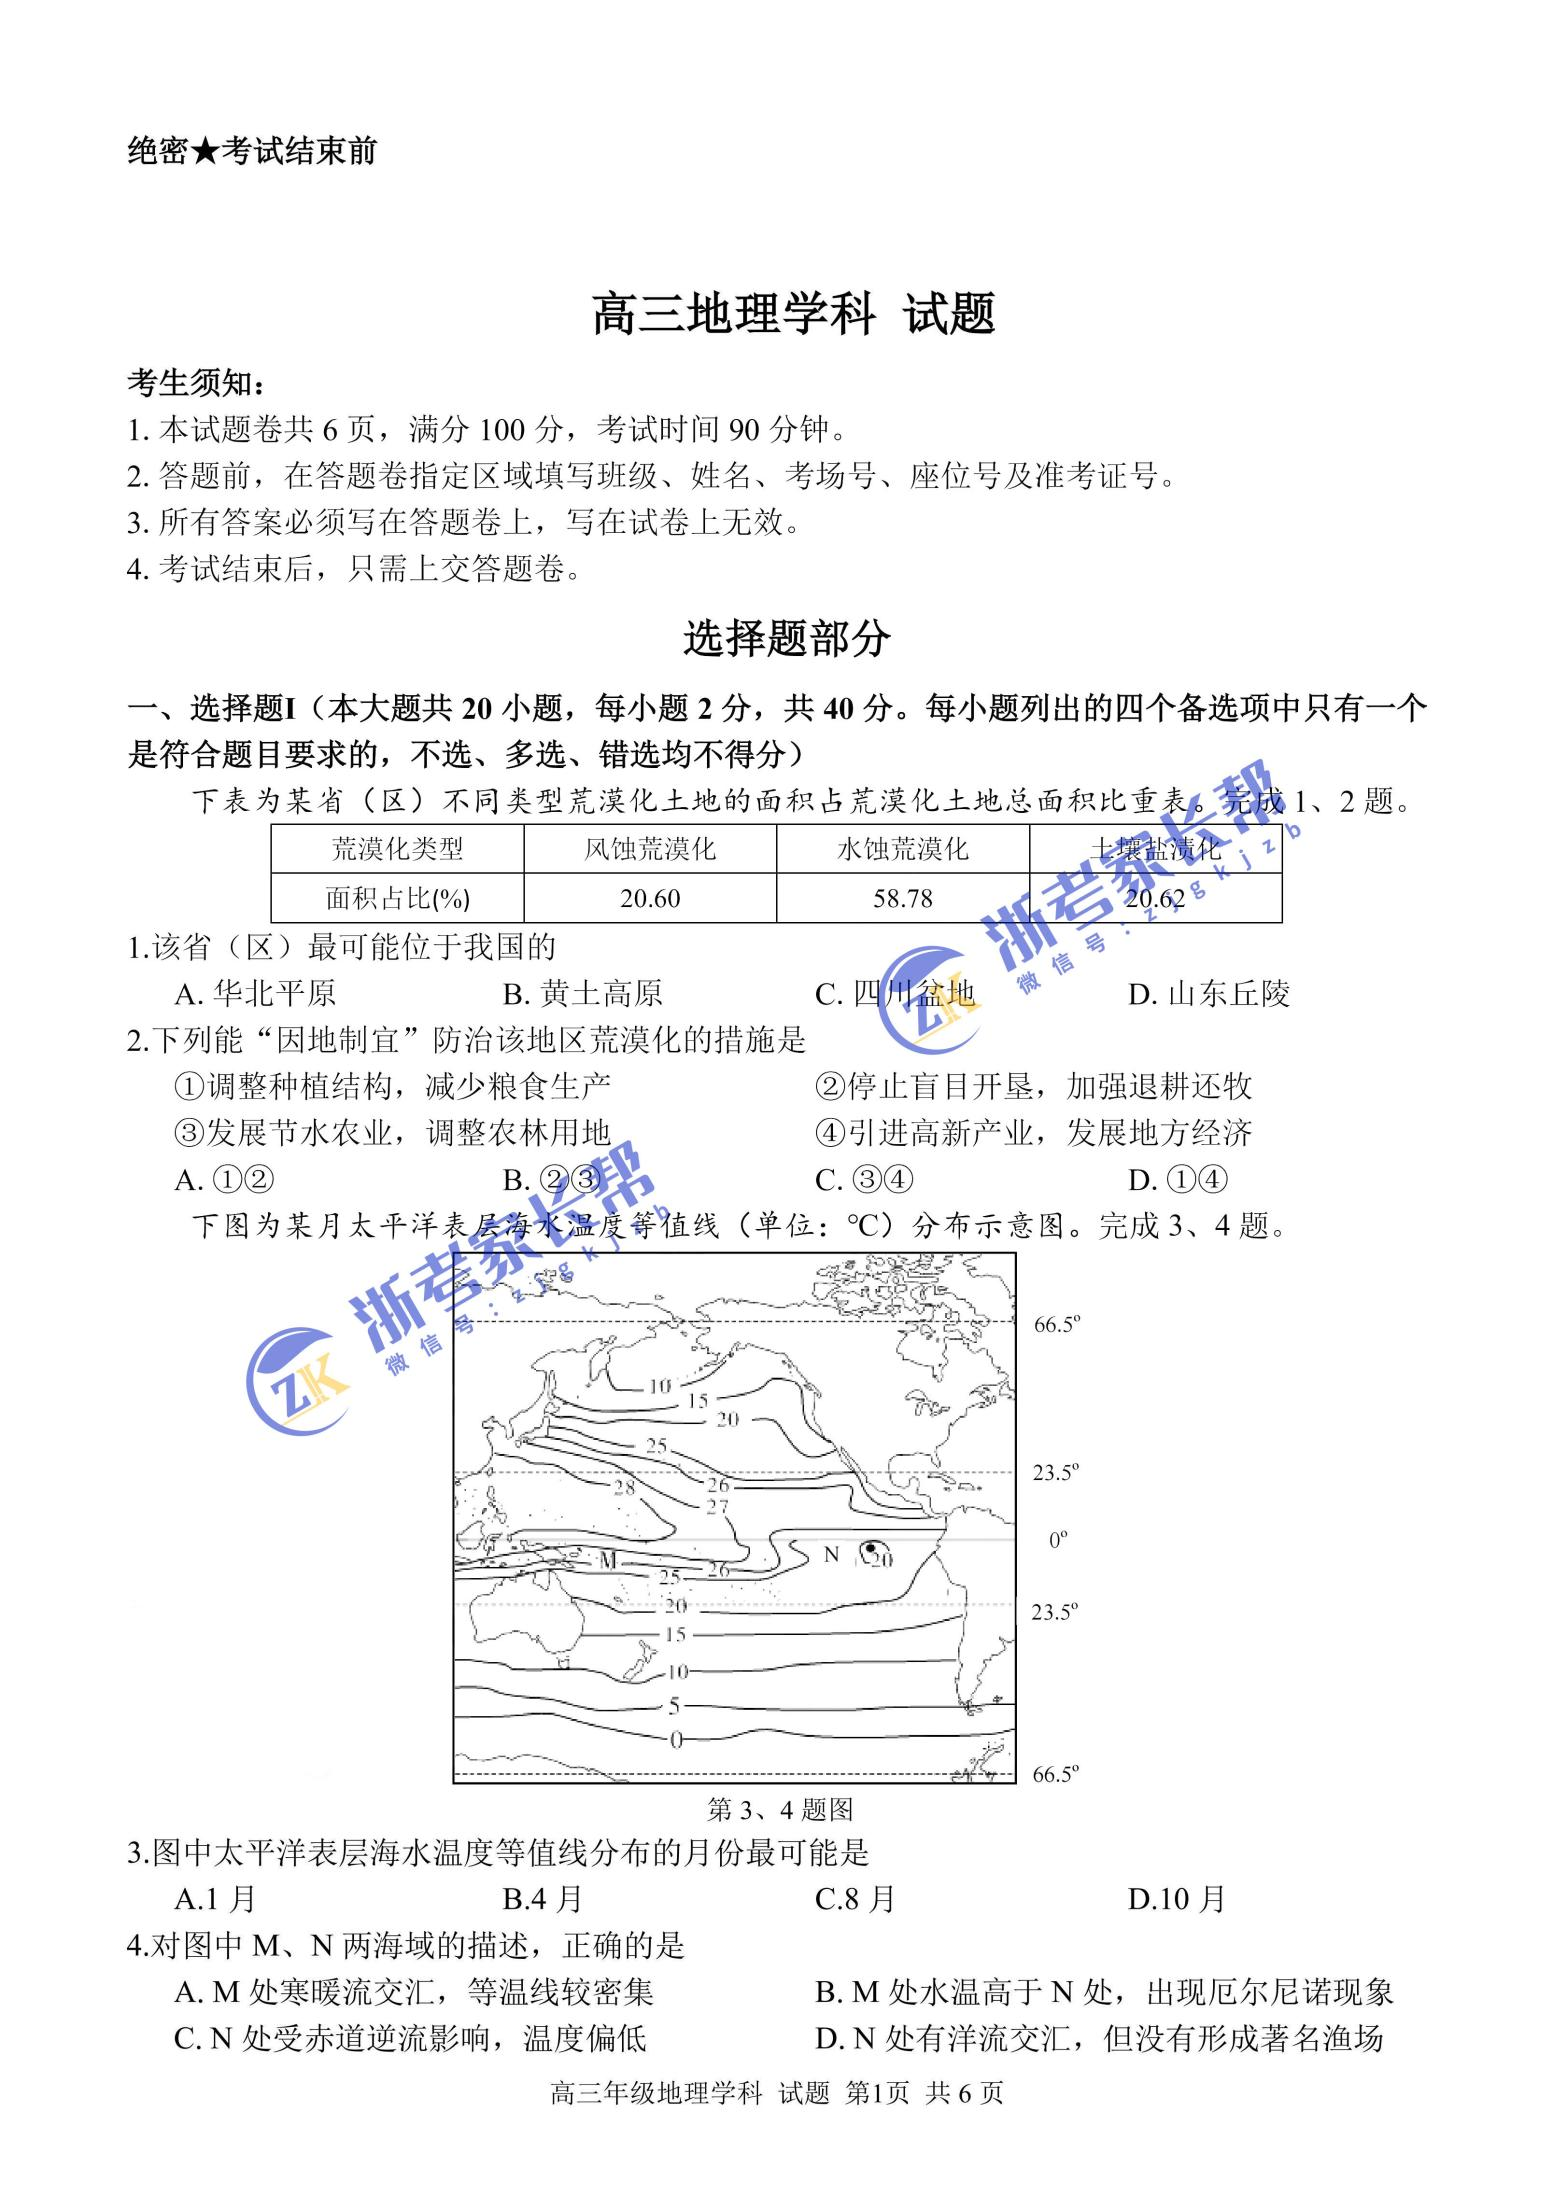 绝密★考试结束前
高三地理学科 试题
考生须知：
1. 本试题卷共 6 页，满分 100 分，考试时间 90 分钟。
2. 答题前，在答题卷指定区域填写班级、姓名、考场号、座位号及准考证号。
3. 所有答案必须写在答题卷上，写在试卷上无效。
4. 考试结束后，只需上交答题卷。
选择题部分
一、选择题Ⅰ（本大题共 20 小题，每小题 2 分，共 40 分。每小题列出的四个备选项中只有一个
是符合题目要求的，不选、多选、错选均不得分）
下表为某省（区）不同类型荒漠化土地的面积占荒漠化土地总面积比重表。完成 1、2 题。
荒漠化类型 风蚀荒漠化 水蚀荒漠化 土壤盐渍化
面积占比(%) 20.60 58.78 20.62
浙考家长帮
微信号：zjgkjzb
ZK
1.该省（区）最可能位于我国的
A. 华北平原 B. 黄土高原 C. 四川盆地 D. 山东丘陵
2.下列能“因地制宜”防治该地区荒漠化的措施是
①调整种植结构，减少粮食生产 ②停止盲目开垦，加强退耕还牧
③发展节水农业，调整农林用地 ④引进高新产业，发展地方经济
A. ①② B. ②③ C. ③④ D. ①④
下图为某月太平洋表层海水温度等值线（单位：℃）分布示意图。完成 3、4 题。
浙考家长帮
微信号：zjgkjzb
ZK
66.5°
10
15
20
25
23.5°
28
26
27
0°
M
N
20
26
25
20
23.5°
15
10
5
0
66.5°
第 3、4 题图
3.图中太平洋表层海水温度等值线分布的月份最可能是
A.1 月 B.4 月 C.8 月 D.10 月
4.对图中 M、N 两海域的描述，正确的是
A. M 处寒暖流交汇，等温线较密集 B. M 处水温高于 N 处，出现厄尔尼诺现象
C. N 处受赤道逆流影响，温度偏低 D. N 处有洋流交汇，但没有形成著名渔场
高三年级地理学科 试题 第1页 共 6 页